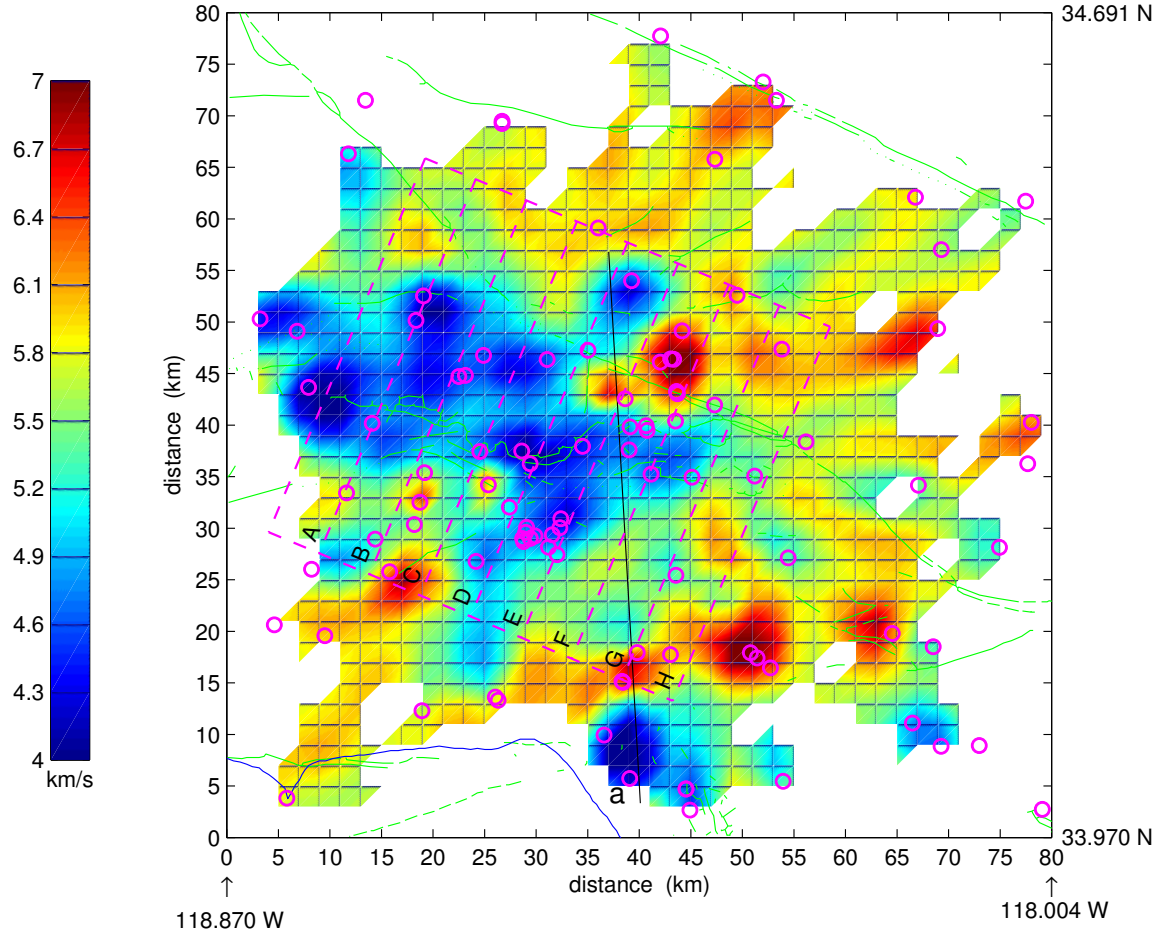 80
34.691 N
75
7
70
6.7
65
6.4
60
6.1
55
5.8
50
5.5
45
5.2
40
4.9
35
4.6
30
4.3
25
4
20
15
10
5
0
km/s
distance (km)
A
B
C
D
E
F
G
H
a
33.970 N
0 5 10 15 20 25 30 35 40 45 50 55 60 65 70 75 80
distance (km)
↑
↑
118.870 W
118.004 W